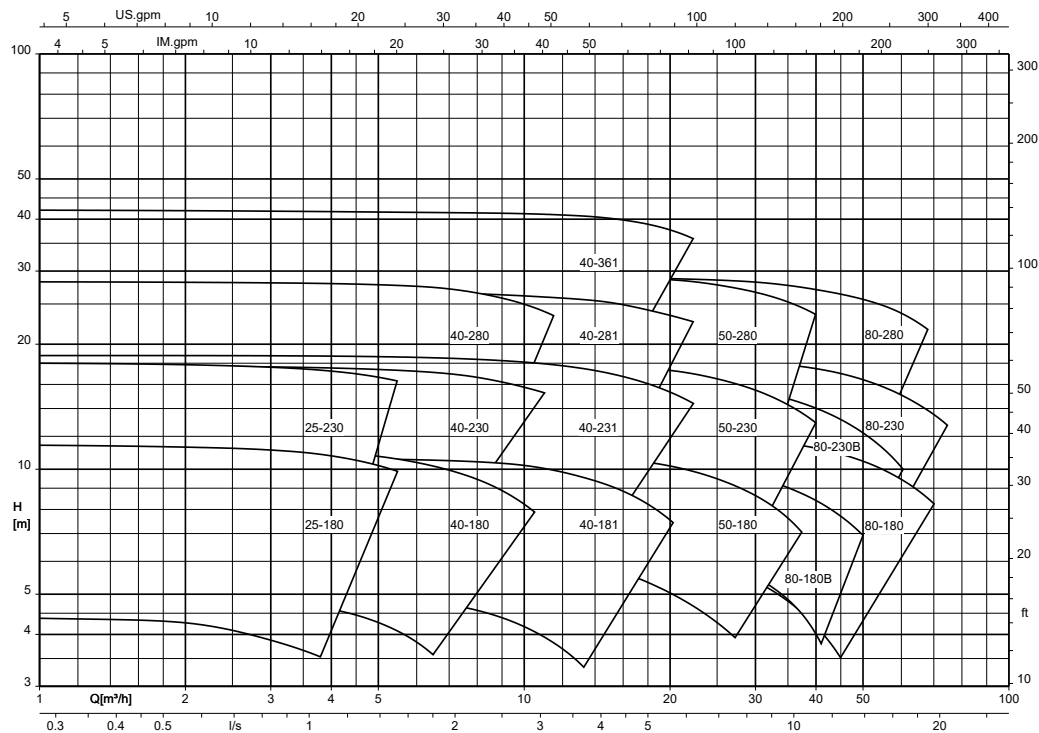 5 US.gpm 10 20 30 40 50 100 200 300 400
4 5 IM.gpm 10 20 30 40 50 100 200 300
100 300
200
50
40
40-361
30 100
40-280 40-281 50-280 80-280
20
50
25-230 40-230 40-231 50-230 80-230
40
80-230B
10
30
H
[m]
25-180 40-180 40-181 50-180 80-180
20
80-180B
5
ft
4
3 10
1 Q[m³/h] 2 3 4 5 10 20 30 40 50 100
0.3 0.4 0.5 l/s 1 2 3 4 5 10 20